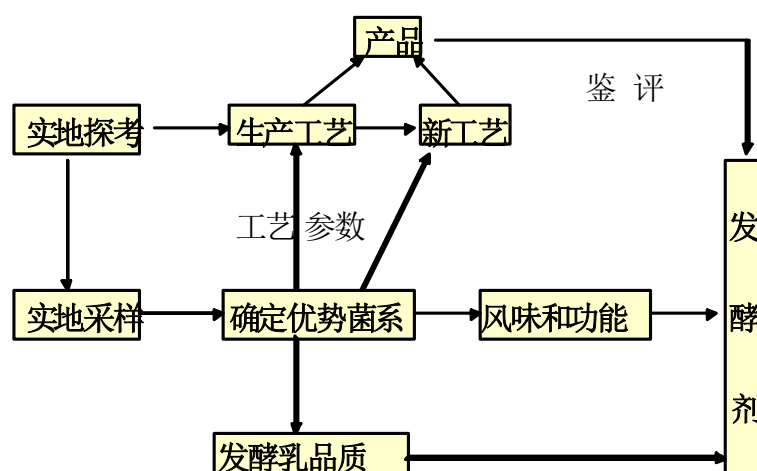 产品
鉴 评
实地探考
生产工艺
新工艺
工艺 参数
实地采样
确定优势菌系
风味和功能
发酵剂
发酵乳品质